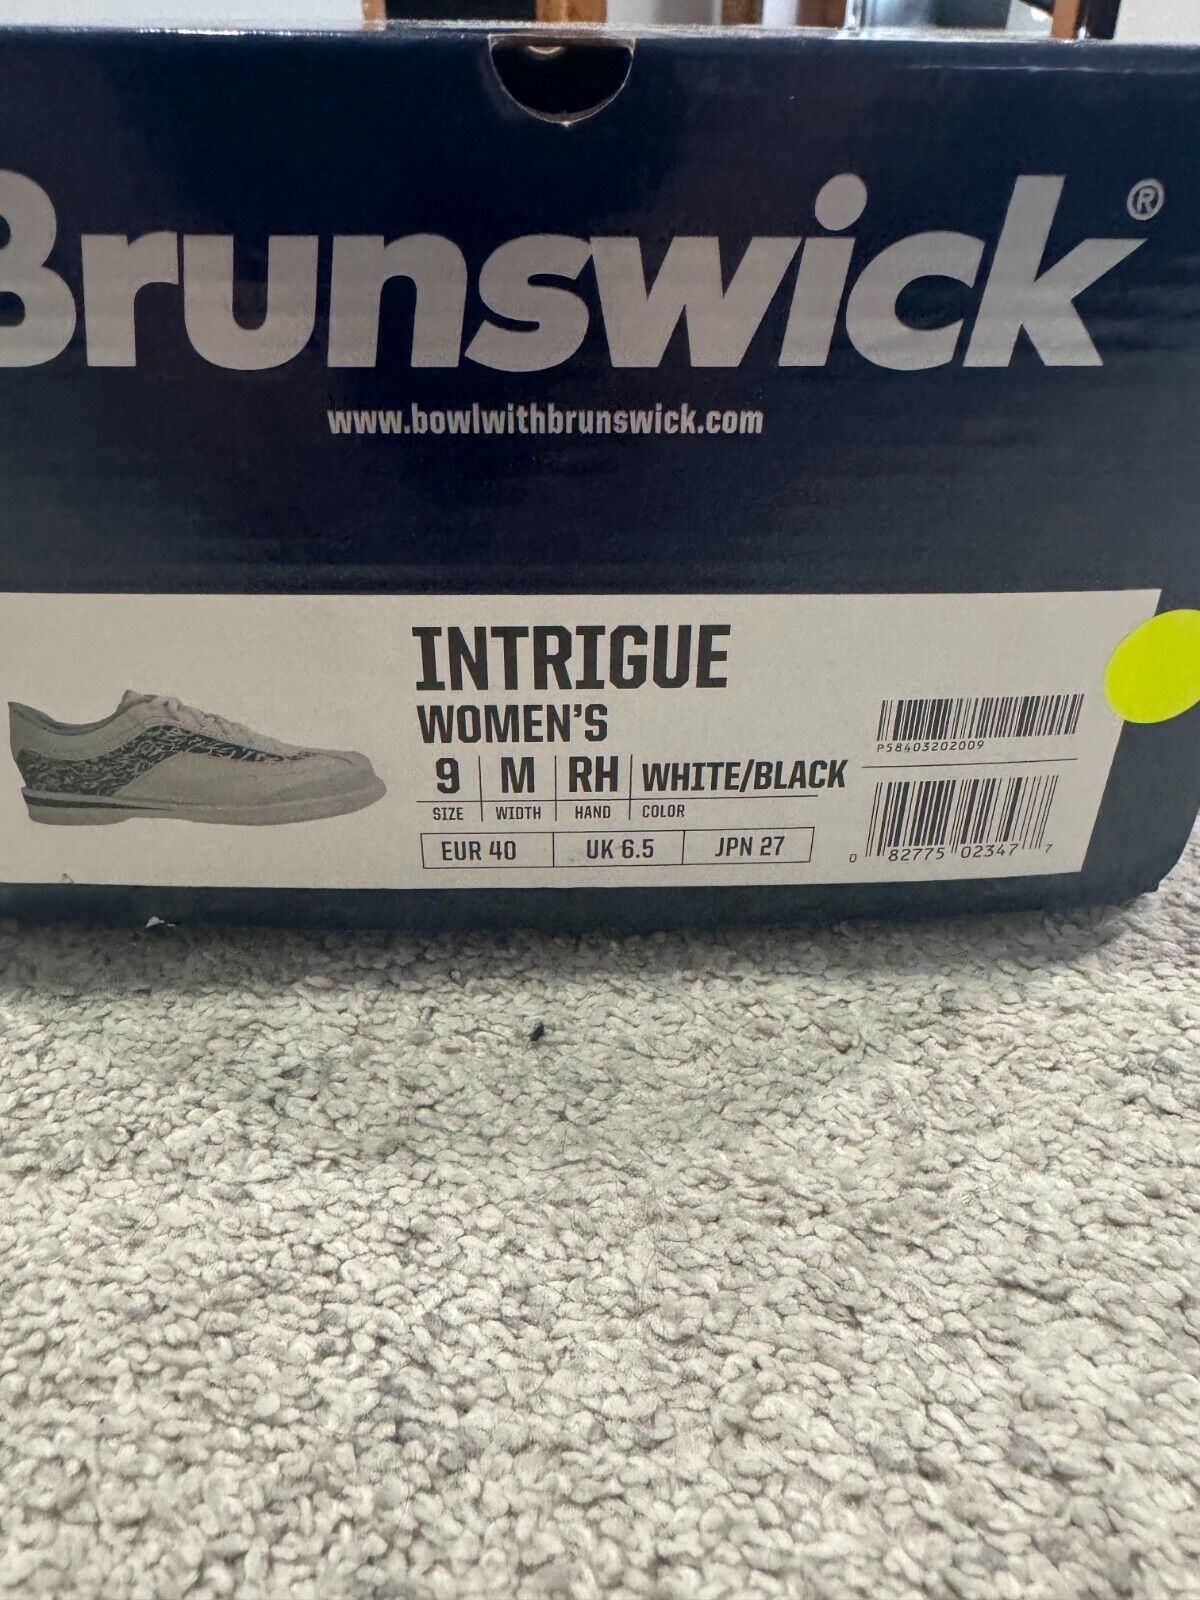 Brunswick®
www.bowlwithbrunswick.com
INTRIGUE
WOMEN'S
9 M RH WHITE/BLACK
SIZE WIDTH HAND COLOR
EUR 40 UK 6.5 JPN 27
P58403202009
0 82775 02347 7